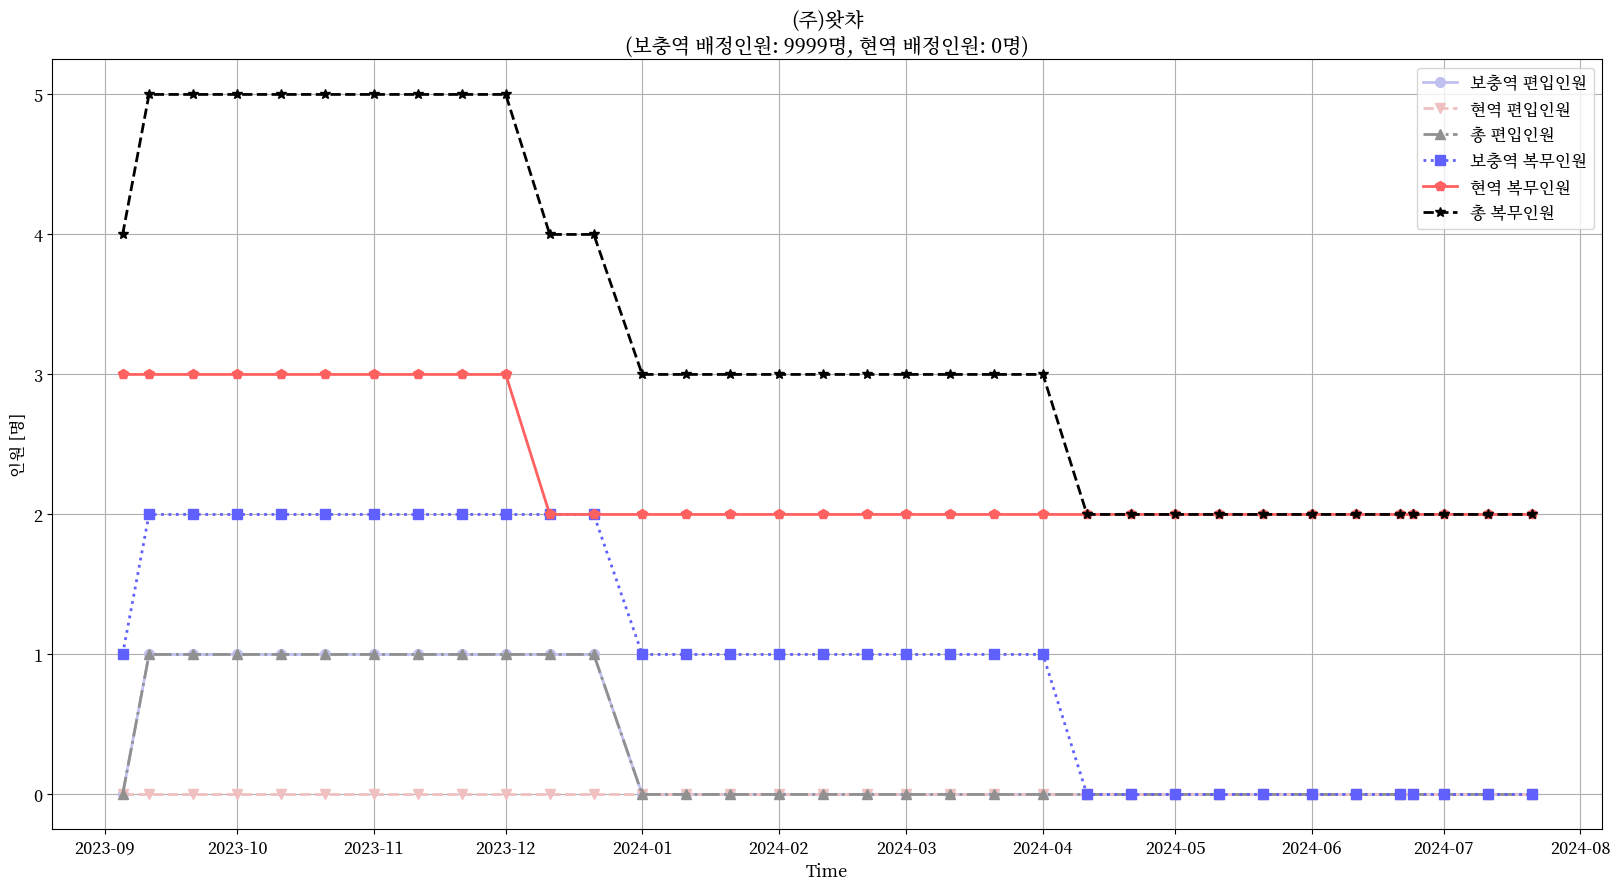 (주)왓챠
(보충역 배정인원: 9999명, 현역 배정인원: 0명)
보충역 편입인원
현역 편입인원
총 편입인원
보충역 복무인원
현역 복무인원
총 복무인원
5
4
3
2
1
0
인원 [명]
2023-09 2023-10 2023-11 2023-12 2024-01 2024-02 2024-03 2024-04 2024-05 2024-06 2024-07 2024-08
Time